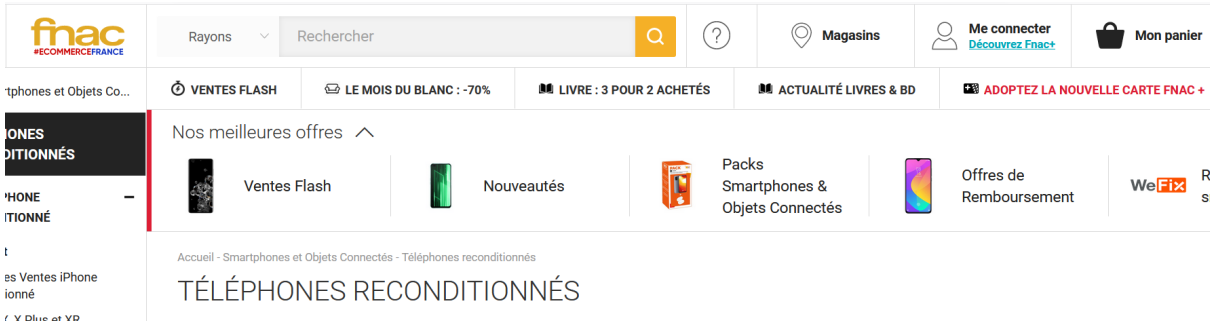 fnac
#ECOMMERCEFRANCE
Rayons
Rechercher
?
Magasins
Me connecter
Découvrez Fnac+
Mon panier
rtphones et Objets Co...
VENTES FLASH
LE MOIS DU BLANC : -70%
LIVRE : 3 POUR 2 ACHETÉS
ACTUALITÉ LIVRES & BD
ADOPTEZ LA NOUVELLE CARTE FNAC +
IONES
DITIONNÉS
PHONE
ITIONNÉ
t
es Ventes iPhone
ionné
X Plus et XR
Nos meilleures offres
Ventes Flash
Nouveautés
Packs
Smartphones &
Objets Connectés
Offres de
Remboursement
WeFix
R
s
Accueil - Smartphones et Objets Connectés - Téléphones reconditionnés
TÉLÉPHONES RECONDITIONNÉS